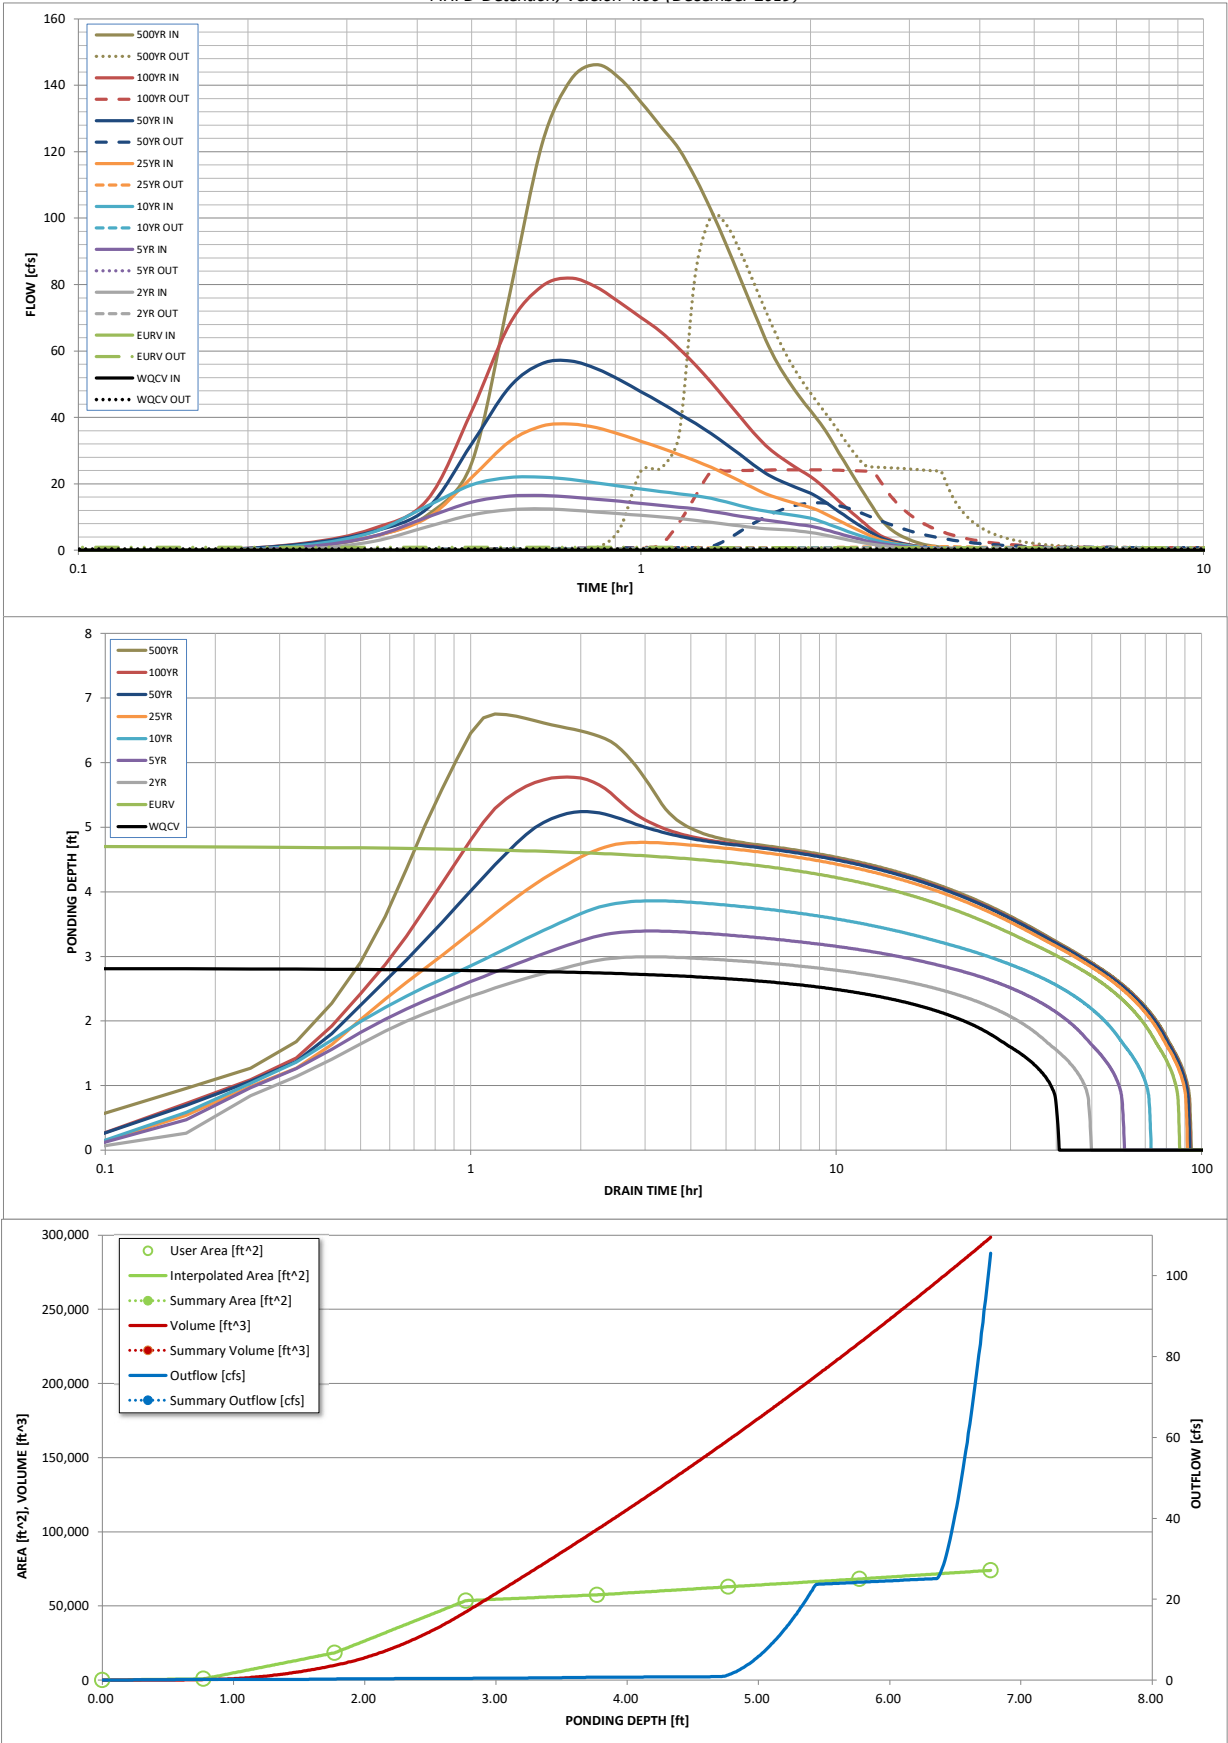 MHFD-Detention, Version 4.00 (December 2019)
160
140
120
100
80
60
40
20
0
FLOW [cfs]
500YR IN
500YR OUT
100YR IN
100YR OUT
50YR IN
50YR OUT
25YR IN
25YR OUT
10YR IN
10YR OUT
5YR IN
5YR OUT
2YR IN
2YR OUT
EURV IN
EURV OUT
WQCV IN
WQCV OUT
0.1 1 10
TIME [hr]
8
7
6
5
4
3
2
1
0
PONDING DEPTH [ft]
500YR
100YR
50YR
25YR
10YR
5YR
2YR
EURV
WQCV
0.1 1 10 100
DRAIN TIME [hr]
300,000
250,000
200,000
150,000
100,000
50,000
0
AREA [ft^2], VOLUME [ft^3]
User Area [ft^2]
Interpolated Area [ft^2]
Summary Area [ft^2]
Volume [ft^3]
Summary Volume [ft^3]
Outflow [cfs]
Summary Outflow [cfs]
100
80
60
40
20
0
OUTFLOW [cfs]
0.00 1.00 2.00 3.00 4.00 5.00 6.00 7.00 8.00
PONDING DEPTH [ft]